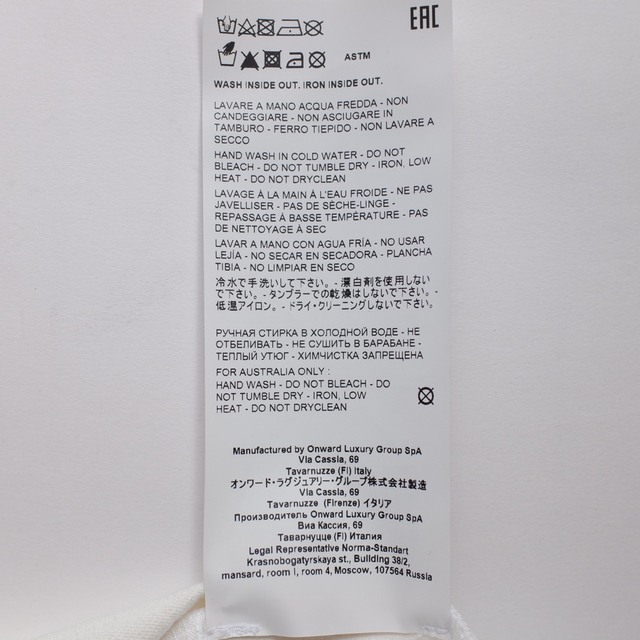 EAC
ASTM
WASH INSIDE OUT. IRON INSIDE OUT.
LAVARE A MANO ACQUA FREDDA - NON
CANDEGGIARE - NON ASCIUGARE IN
TAMBURO - FERRO TIEPIDO - NON LAVARE A
SECCO
HAND WASH IN COLD WATER - DO NOT
BLEACH - DO NOT TUMBLE DRY - IRON, LOW
HEAT - DO NOT DRYCLEAN
LAVAGE À LA MAIN À L'EAU FROIDE - NE PAS
JAVELLISER - PAS DE SÈCHE-LINGE -
REPASSAGE À BASSE TEMPÉRATURE - PAS
DE NETTOYAGE À SEC
LAVAR A MANO CON AGUA FRÍA - NO USAR
LEJÍA - NO SECAR EN SECADORA - PLANCHA
TIBIA - NO LIMPIAR EN SECO
冷水で手洗いして下さい。- 漂白剤を使用しない
で下さい。- タンブラーでの乾燥はしないで下さい。-
低温アイロン。- ドライ・クリーニングしないで下さい。
РУЧНАЯ СТИРКА В ХОЛОДНОЙ ВОДЕ - НЕ
ОТБЕЛИВАТЬ - НЕ СУШИТЬ В БАРАБАНЕ -
ТЕПЛЫЙ УТЮГ - ХИМЧИСТКА ЗАПРЕЩЕНА
FOR AUSTRALIA ONLY :
HAND WASH - DO NOT BLEACH - DO
NOT TUMBLE DRY - IRON, LOW
HEAT - DO NOT DRYCLEAN
Manufactured by Onward Luxury Group SpA
Via Cassia, 69
Tavarnuzze (Fi) Italy
オンワード・ラグジュアリー・グループ株式会社製造
Via Cassia, 69
Tavarnuzze (Firenze) イタリア
Производитель Onward Luxury Group SpA
Виа Кассия, 69
Таварнуцце (Fi) Италия
Legal Representative Norma-Standart
Krasnobogatyrskaya st., Building 38/2,
mansard, room I, room 4, Moscow, 107564 Russia